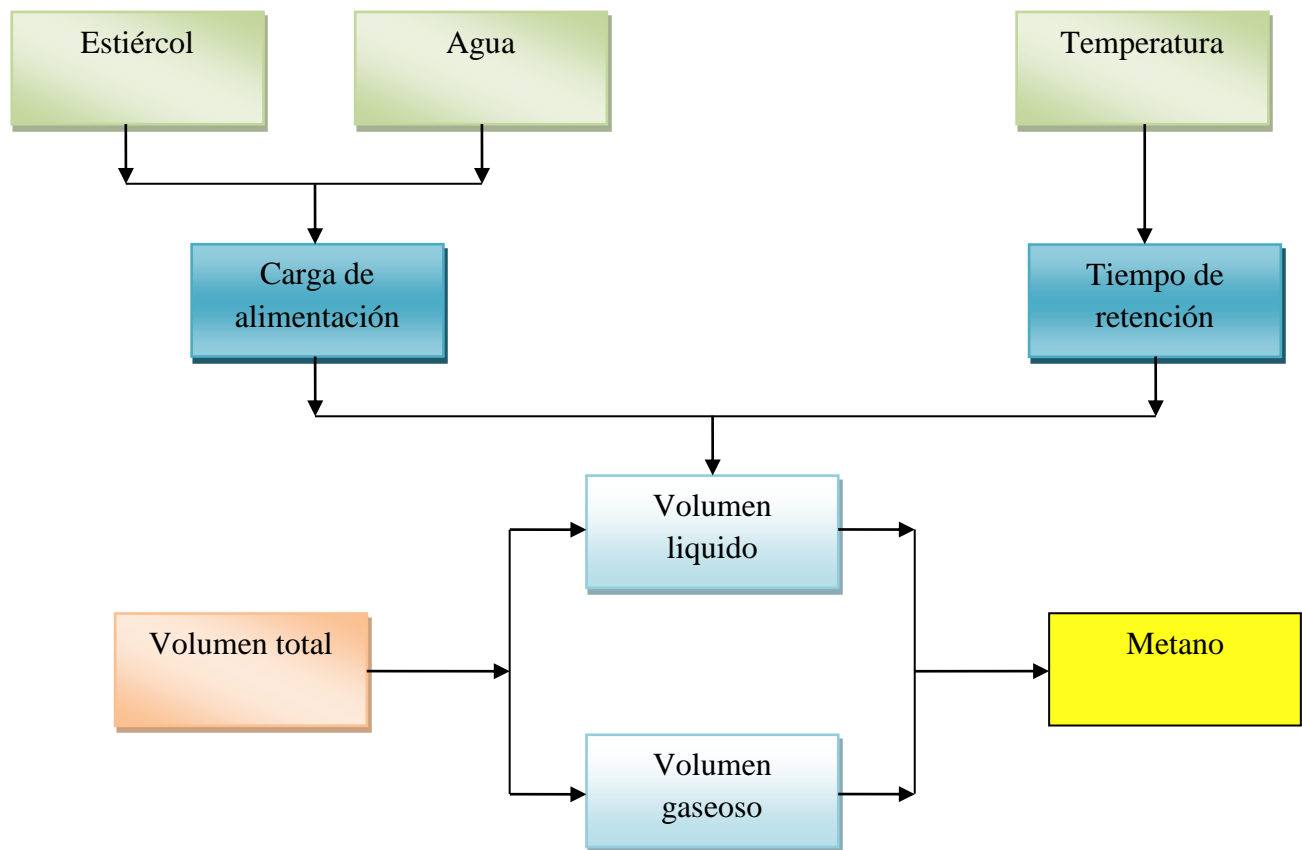 Estiércol
Agua
Temperatura
Carga de
alimentación
Tiempo de
retención
Volumen
liquido
Volumen total
Metano
Volumen
gaseoso